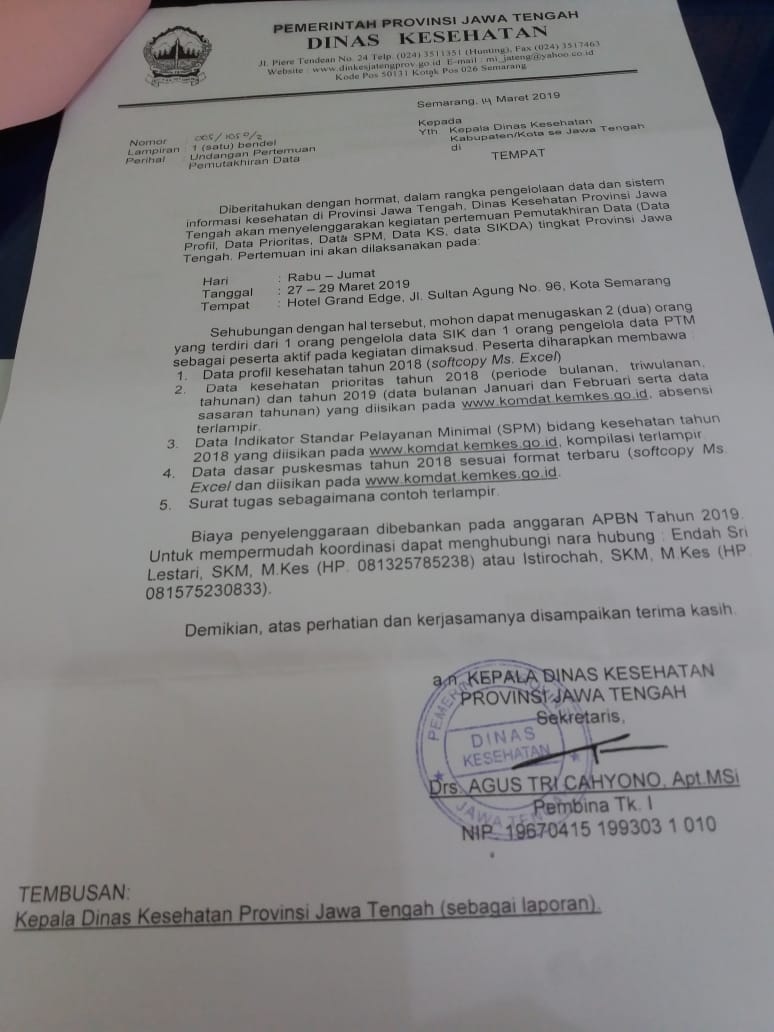 PEMERINTAH PROVINSI JAWA TENGAH
DINAS KESEHATAN
Jl. Piere Tendean No. 24 Telp. (024) 3511351 (Hunting), Fax (024) 3517463
Website : www.dinkesjatengprov.go.id E-mail : mi_jateng@yahoo.co.id
Kode Pos 50131 Kotak Pos 026 Semarang
Semarang, 14 Maret 2019
Kepada
Yth. Kepala Dinas Kesehatan
Kabupaten/Kota se Jawa Tengah
di
TEMPAT
Nomor : 005/1050/2
Lampiran : 1 (satu) bendel
Perihal : Undangan Pertemuan
Pemutakhiran Data
Diberitahukan dengan hormat, dalam rangka pengelolaan data dan sistem
informasi kesehatan di Provinsi Jawa Tengah, Dinas Kesehatan Provinsi Jawa
Tengah akan menyelenggarakan kegiatan pertemuan Pemutakhiran Data (Data
Profil, Data Prioritas, Data SPM, Data KS, data SIKDA) tingkat Provinsi Jawa
Tengah. Pertemuan ini akan dilaksanakan pada:
Hari : Rabu – Jumat
Tanggal : 27 – 29 Maret 2019
Tempat : Hotel Grand Edge, Jl. Sultan Agung No. 96, Kota Semarang
Sehubungan dengan hal tersebut, mohon dapat menugaskan 2 (dua) orang
yang terdiri dari 1 orang pengelola data SIK dan 1 orang pengelola data PTM
sebagai peserta aktif pada kegiatan dimaksud. Peserta diharapkan membawa :
1. Data profil kesehatan tahun 2018 (softcopy Ms. Excel)
2. Data kesehatan prioritas tahun 2018 (periode bulanan, triwulanan,
tahunan) dan tahun 2019 (data bulanan Januari dan Februari serta data
sasaran tahunan) yang diisikan pada www.komdat.kemkes.go.id, absensi
terlampir.
3. Data Indikator Standar Pelayanan Minimal (SPM) bidang kesehatan tahun
2018 yang diisikan pada www.komdat.kemkes.go.id, kompilasi terlampir.
4. Data dasar puskesmas tahun 2018 sesuai format terbaru (softcopy Ms.
Excel dan diisikan pada www.komdat.kemkes.go.id.
5. Surat tugas sebagaimana contoh terlampir.
Biaya penyelenggaraan dibebankan pada anggaran APBN Tahun 2019.
Untuk mempermudah koordinasi dapat menghubungi nara hubung : Endah Sri
Lestari, SKM, M.Kes (HP. 081325785238) atau Istirochah, SKM, M.Kes (HP.
081575230833).
Demikian, atas perhatian dan kerjasamanya disampaikan terima kasih.
a.n. KEPALA DINAS KESEHATAN
PROVINSI JAWA TENGAH
Sekretaris,
DINAS
KESEHATAN
JAWA TENGAH
Drs. AGUS TRI CAHYONO, Apt.MSi
Pembina Tk. I
NIP. 19670415 199303 1 010
TEMBUSAN:
Kepala Dinas Kesehatan Provinsi Jawa Tengah (sebagai laporan).